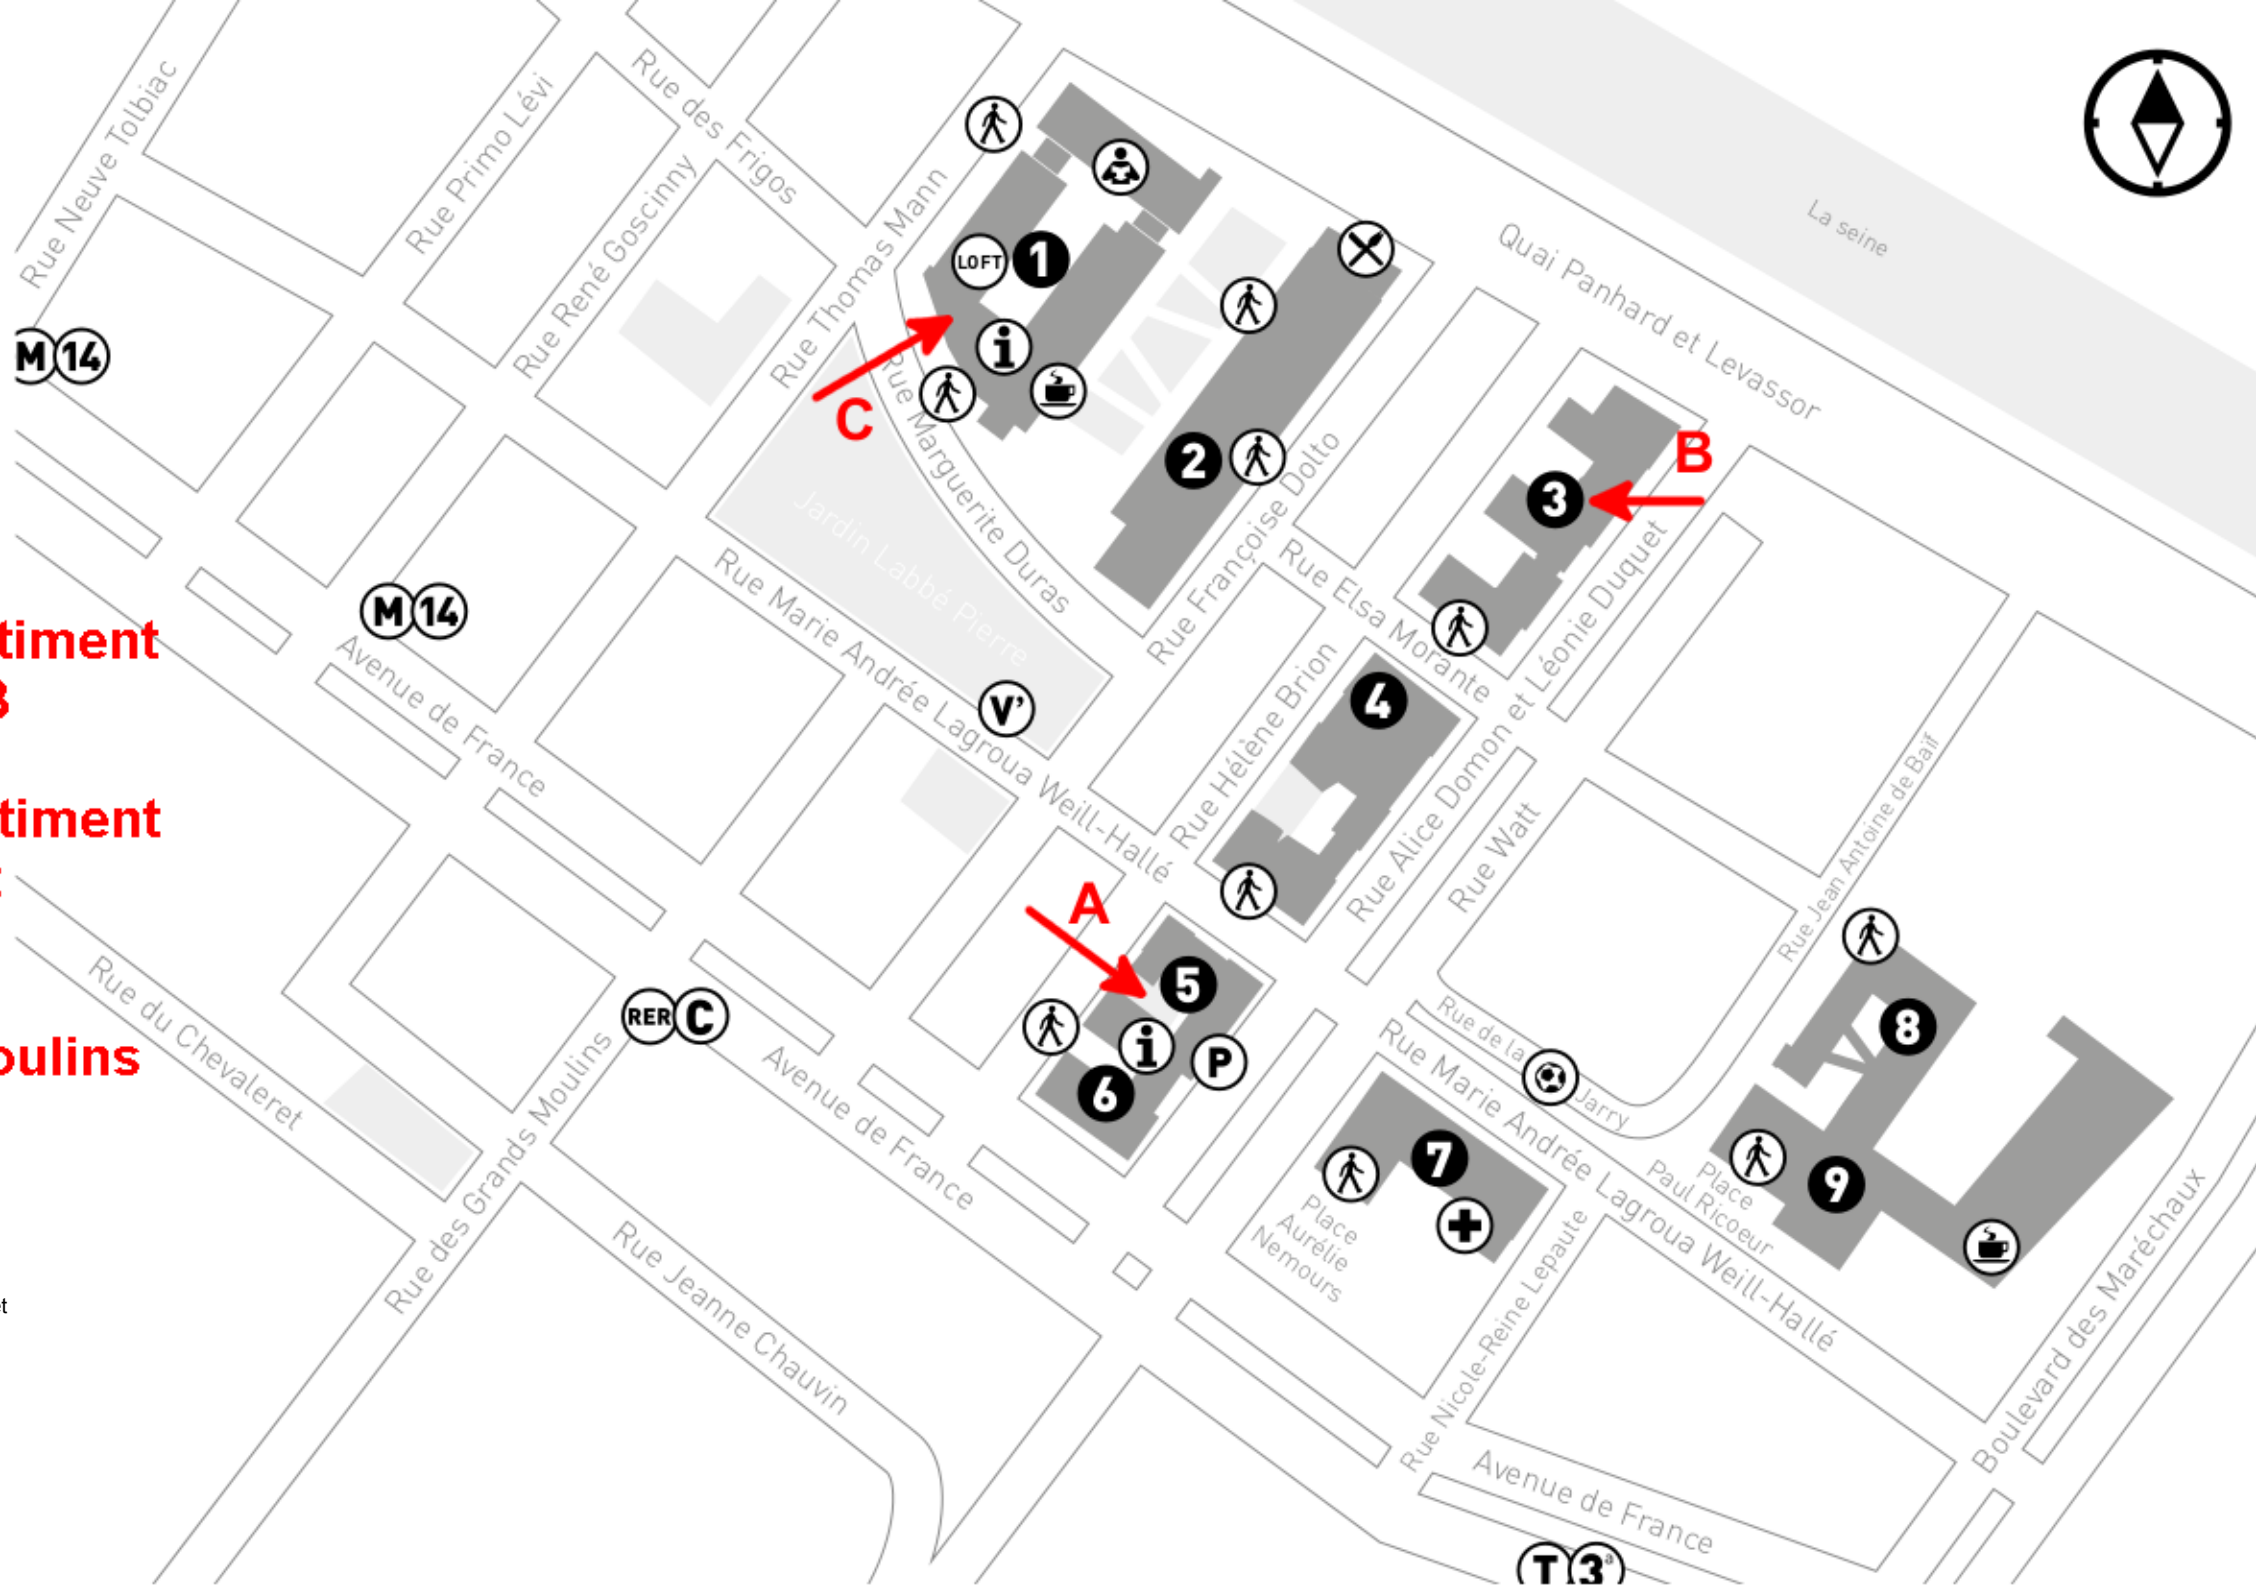 Rue Neuve Tolbiac
Rue Primo Lévi
Rue des Frigos
Rue René Goscinny
Rue Thomas Mann
La seine
Quai Panhard et Levassor
LOFT
1
i
M 14
C
Rue Marguerite Duras
2
B
3
Jardin Labbé Pierre
Rue Françoise Dolto
Rue Elsa Morante
Rue Alice Domon et Léonie Duquet
M 14
timent
Avenue de France
Rue Marie Andrée Lagroua Weill-Hallé
V'
Rue Hélène Brion
4
timent
Rue Watt
Rue Jean Antoine de Baïf
A
5
i
P
6
RER C
Rue du Chevaleret
oulins
Rue des Grands Moulins
Avenue de France
Rue de la
Jarry
Rue Marie Andrée Lagroua Weill-Hallé
7
8
9
Place
Paul Ricoeur
Place
Aurélie
Nemours
Rue Nicole-Reine Lepaute
Boulevard des Maréchaux
Rue Jeanne Chauvin
Avenue de France
T 3a